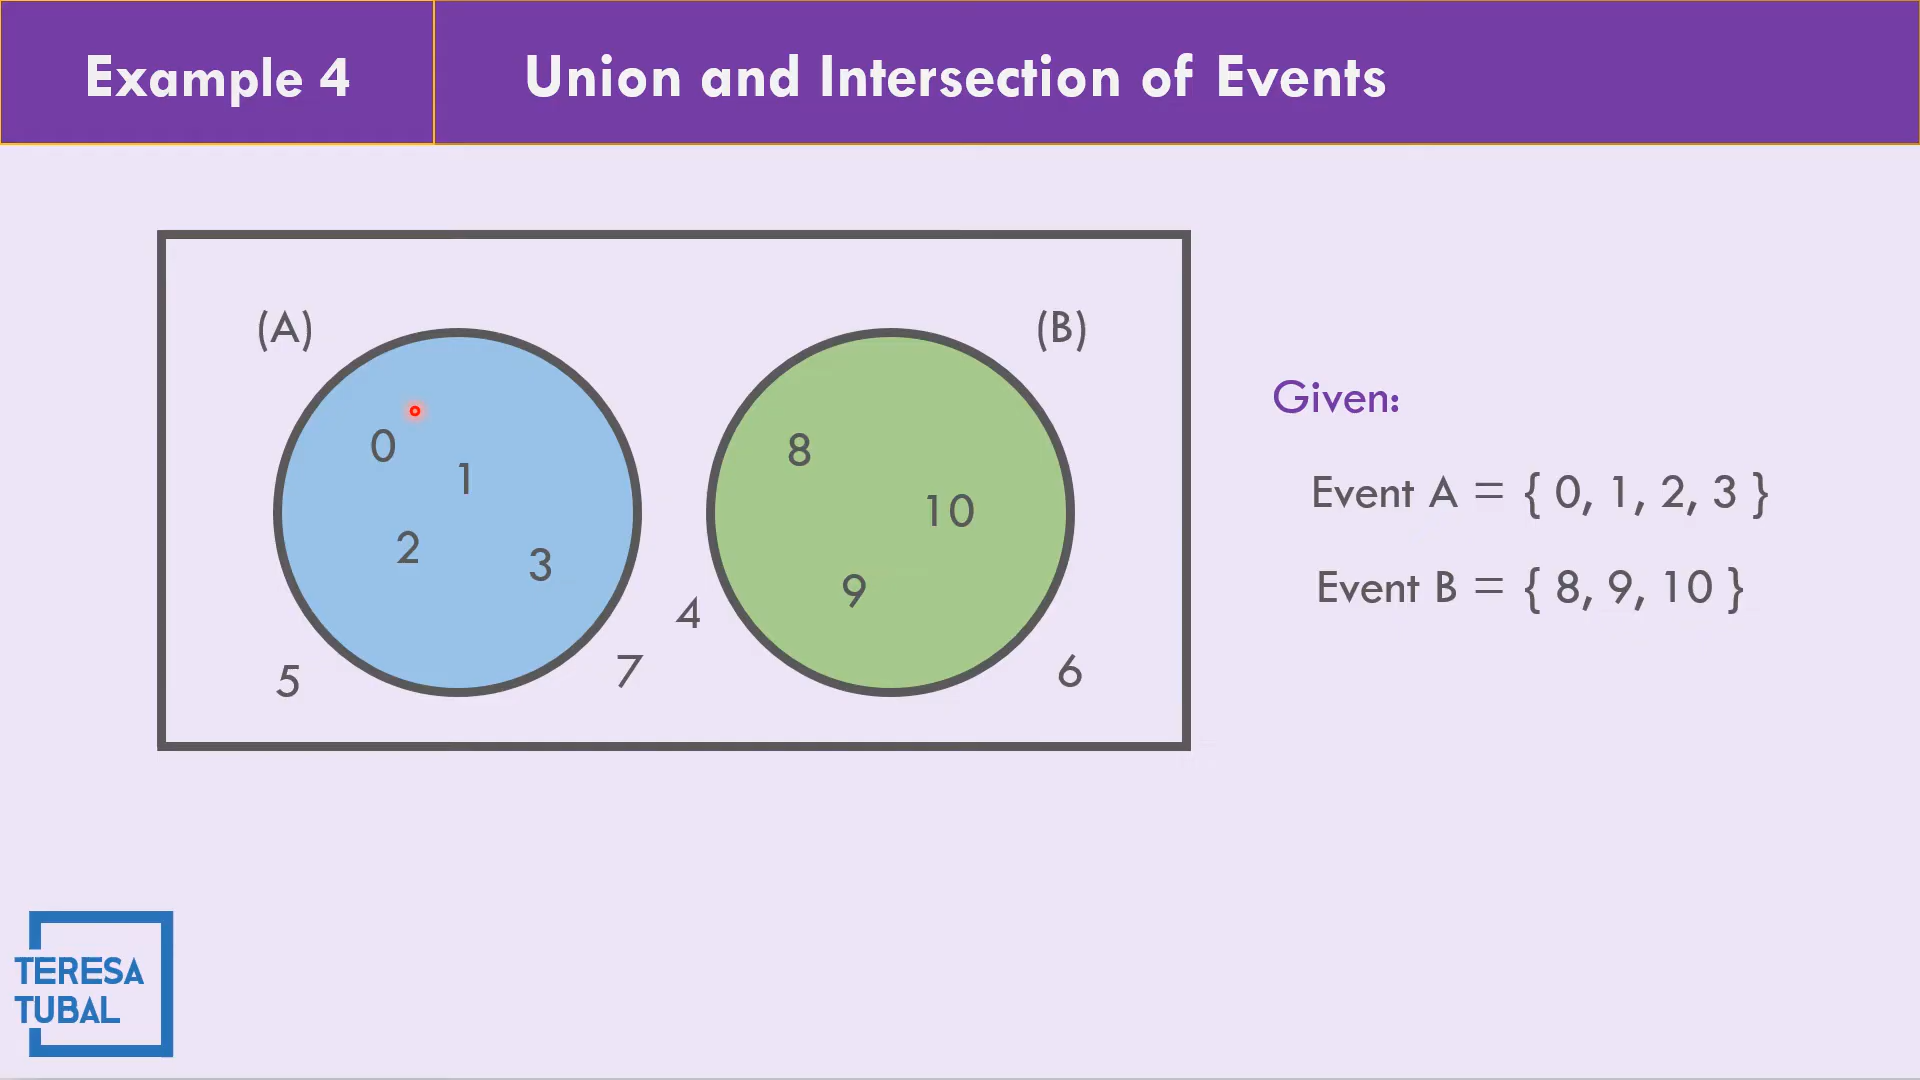 Example 4
Union and Intersection of Events
(A)
(B)
0
1
2
3
8
10
9
4
5
7
6
Given:
Event A = { 0, 1, 2, 3 }
Event B = { 8, 9, 10 }
TERESA
TUBAL